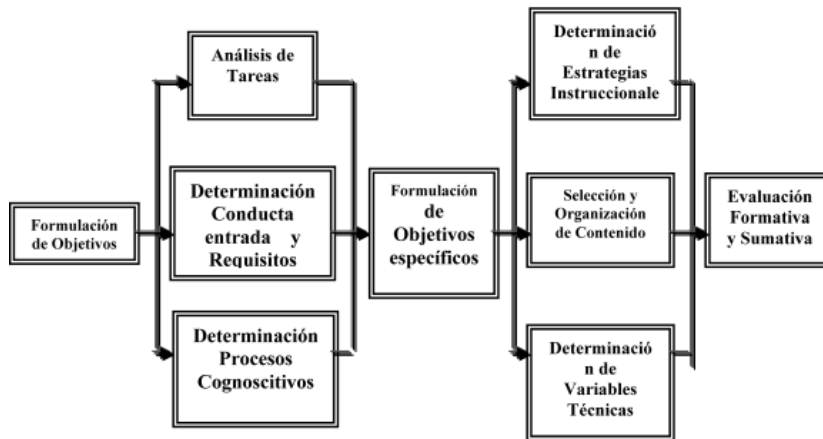 Formulación
de Objetivos
Análisis de
Tareas
Determinación
Conducta
entrada y
Requisitos
Determinación
Procesos
Cognoscitivos
Formulación
de
Objetivos
específicos
Determinació
n de
Estrategias
Instruccionale
Selección y
Organización
de Contenido
Determinació
n de
Variables
Técnicas
Evaluación
Formativa
y Sumativa